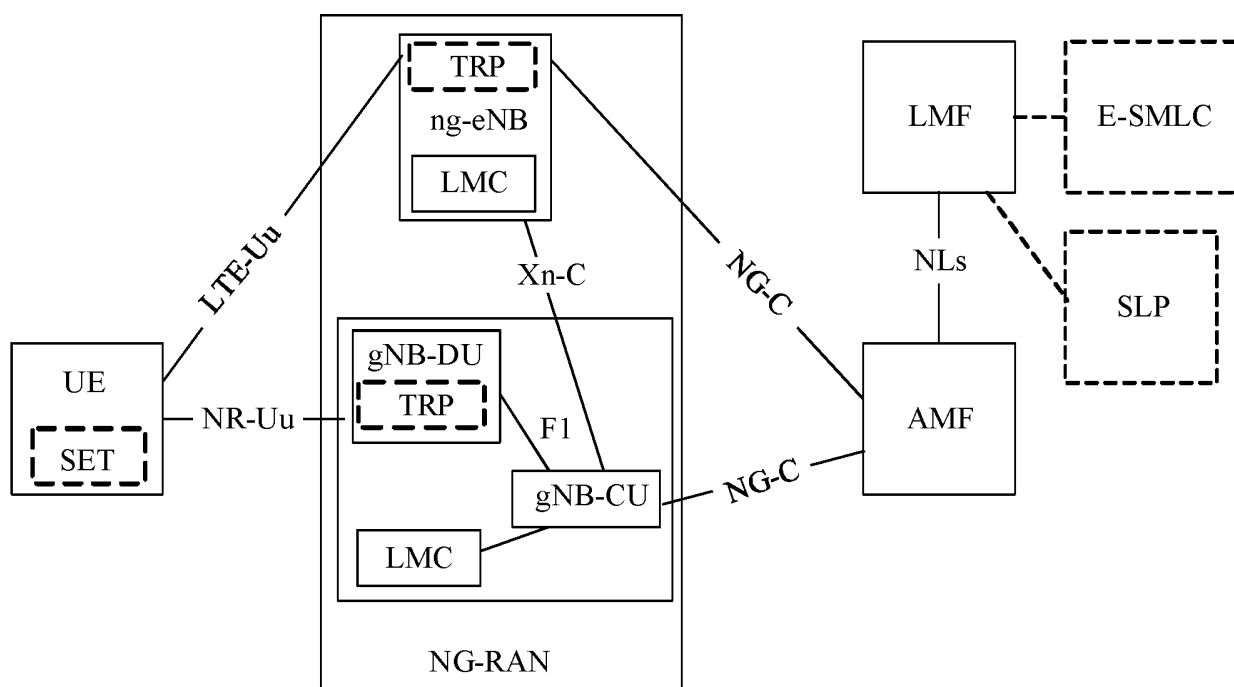 TRP
ng-eNB
LMC
LMF
E-SMLC
LTE-Uu
Xn-C
NG-C
NLs
SLP
UE
SET
NR-Uu
gNB-DU
TRP
F1
gNB-CU
LMC
NG-C
AMF
NG-RAN